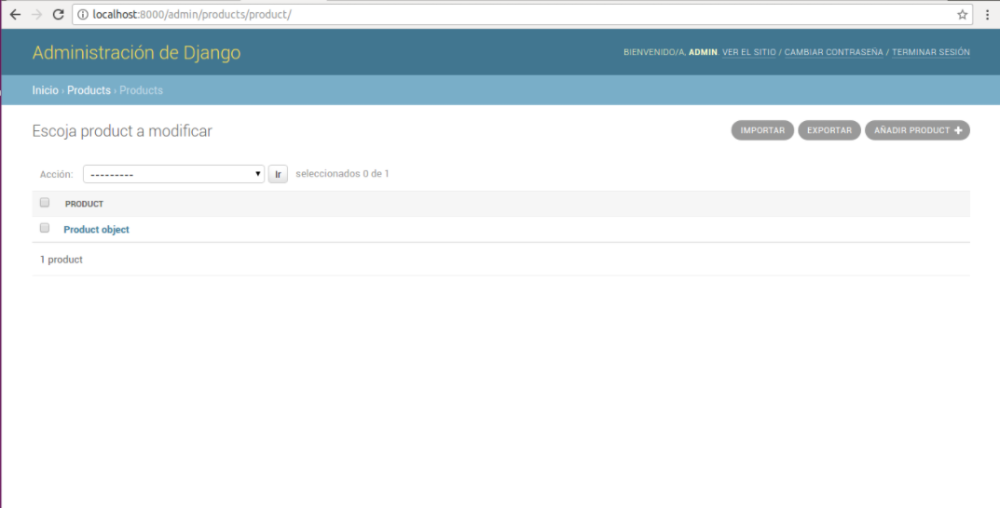 localhost:8000/admin/products/product/
Administración de Django
BIENVENIDO/A, ADMIN. VER EL SITIO / CAMBIAR CONTRASEÑA / TERMINAR SESIÓN
Inicio › Products › Products
Escoja product a modificar
IMPORTAR EXPORTAR AÑADIR PRODUCT +
Acción: --------- Ir seleccionados 0 de 1
PRODUCT
Product object
1 product